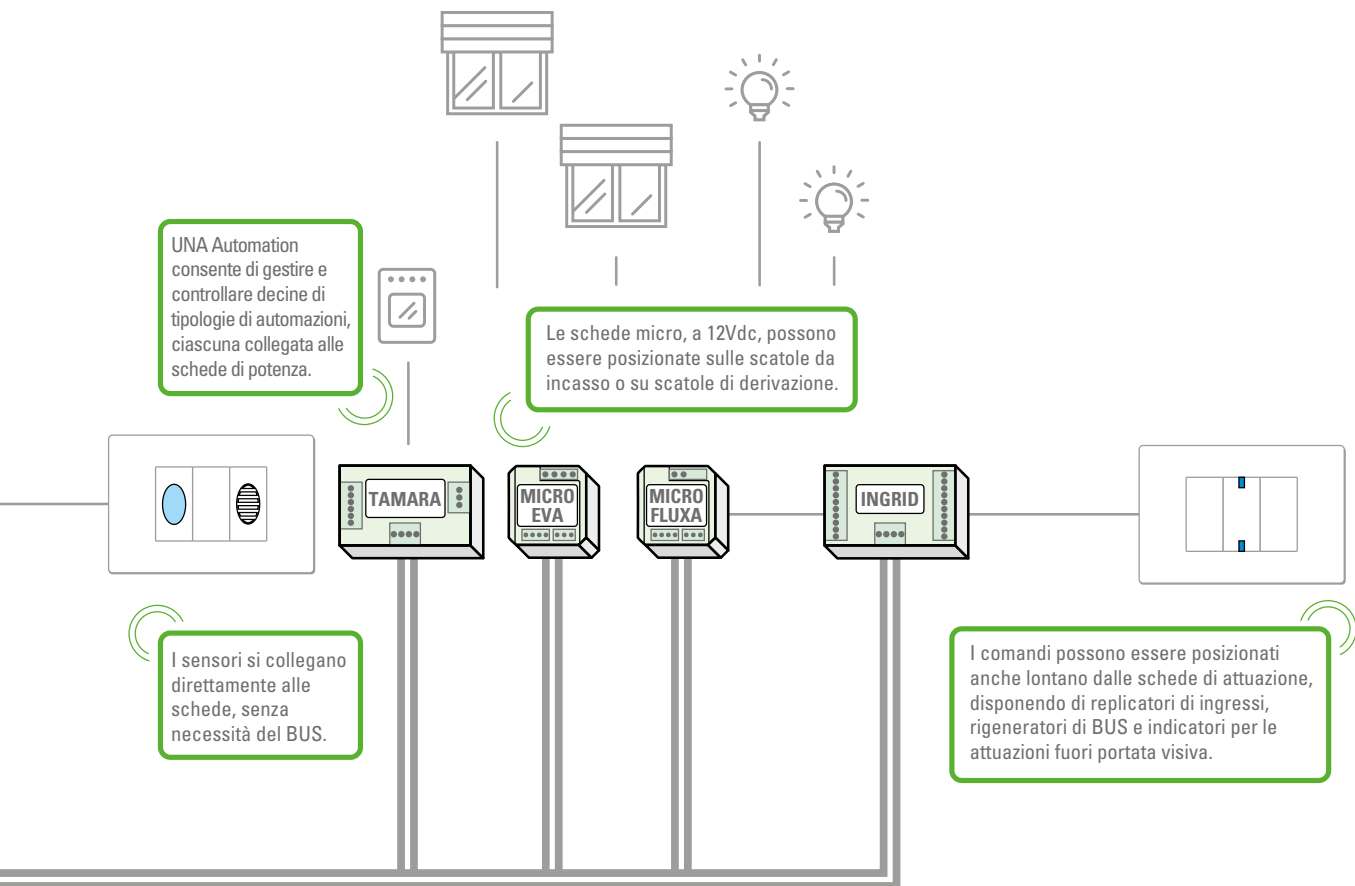 UNA Automation
consente di gestire e
controllare decine di
tipologie di automazioni,
ciascuna collegata alle
schede di potenza.
Le schede micro, a 12Vdc, possono
essere posizionate sulle scatole da
incasso o su scatole di derivazione.
TAMARA
MICRO
EVA
MICRO
FLUXA
INGRID
I sensori si collegano
direttamente alle
schede, senza
necessità del BUS.
I comandi possono essere posizionati
anche lontano dalle schede di attuazione,
disponendo di replicatori di ingressi,
rigeneratori di BUS e indicatori per le
attuazioni fuori portata visiva.